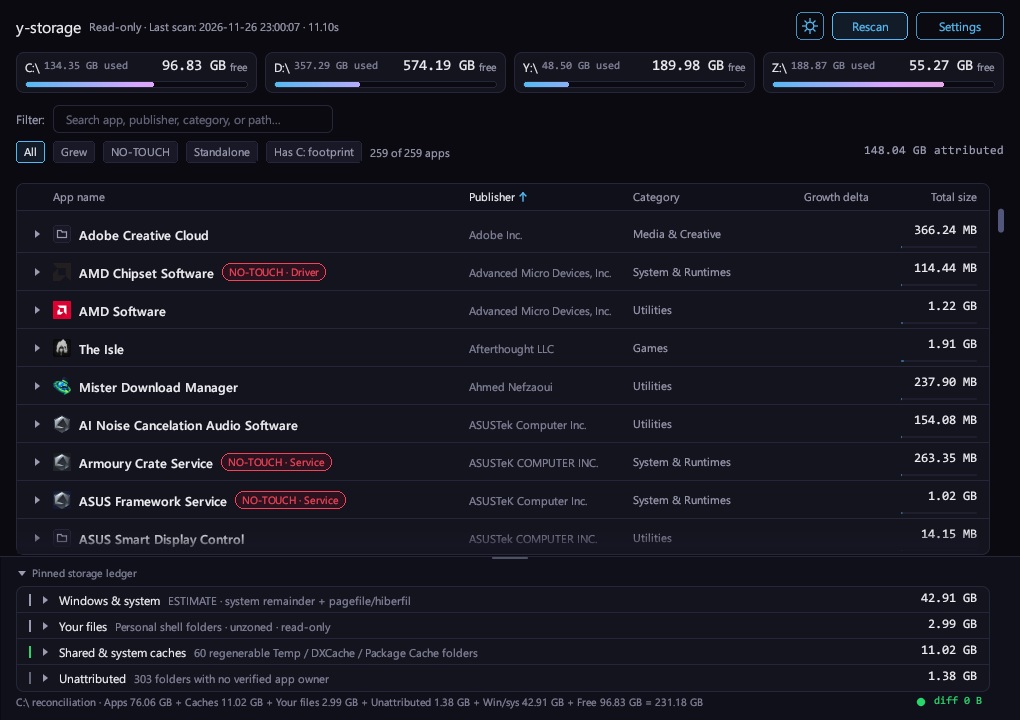 y-storage Read-only · Last scan: 2026-11-26 23:00:07 · 11.10s Rescan Settings
C:\ 134.35 GB used 96.83 GB free D:\ 357.29 GB used 574.19 GB free Y:\ 48.50 GB used 189.98 GB free Z:\ 188.87 GB used 55.27 GB free
Filter: Search app, publisher, category, or path...
All Grew NO-TOUCH Standalone Has C: footprint 259 of 259 apps 148.04 GB attributed
App name Publisher ↑ Category Growth delta Total size
Adobe Creative Cloud Adobe Inc. Media & Creative 366.24 MB
AMD Chipset Software NO-TOUCH · Driver Advanced Micro Devices, Inc. System & Runtimes 114.44 MB
AMD Software Advanced Micro Devices, Inc. Utilities 1.22 GB
The Isle Afterthought LLC Games 1.91 GB
Mister Download Manager Ahmed Nefzaoui Utilities 237.90 MB
AI Noise Cancelation Audio Software ASUSTek Computer Inc. Utilities 154.08 MB
Armoury Crate Service NO-TOUCH · Service ASUSTeK COMPUTER INC. System & Runtimes 263.35 MB
ASUS Framework Service NO-TOUCH · Service ASUSTeK Computer Inc. System & Runtimes 1.02 GB
ASUS Smart Display Control ASUSTeK COMPUTER INC. Utilities 14.15 MB
Pinned storage ledger
Windows & system ESTIMATE · system remainder + pagefile/hiberfil 42.91 GB
Your files Personal shell folders · unzoned · read-only 2.99 GB
Shared & system caches 60 regenerable Temp / DXCache / Package Cache folders 11.02 GB
Unattributed 303 folders with no verified app owner 1.38 GB
C:\ reconciliation · Apps 76.06 GB + Caches 11.02 GB + Your files 2.99 GB + Unattributed 1.38 GB + Win/sys 42.91 GB + Free 96.83 GB = 231.18 GB diff 0 B